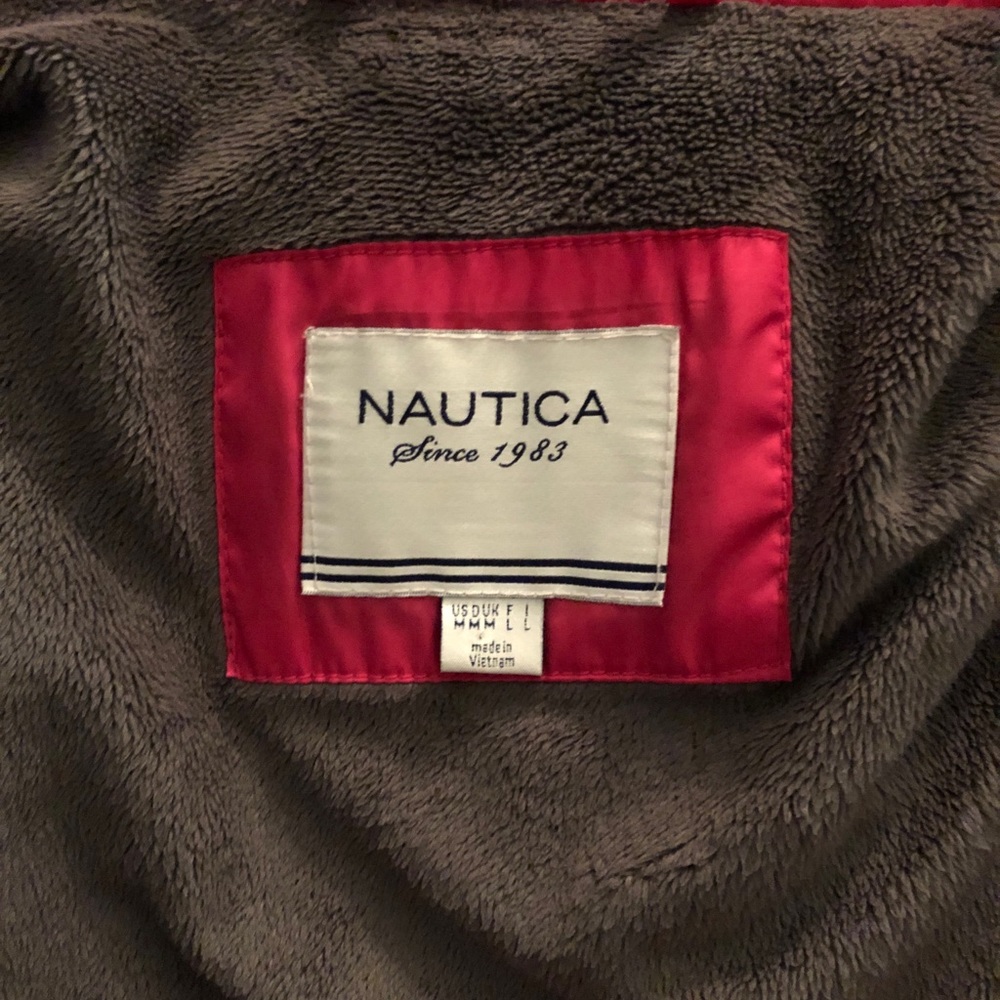 NAUTICA
Since 1983
US D UK F I
M M M L L
made in
Vietnam